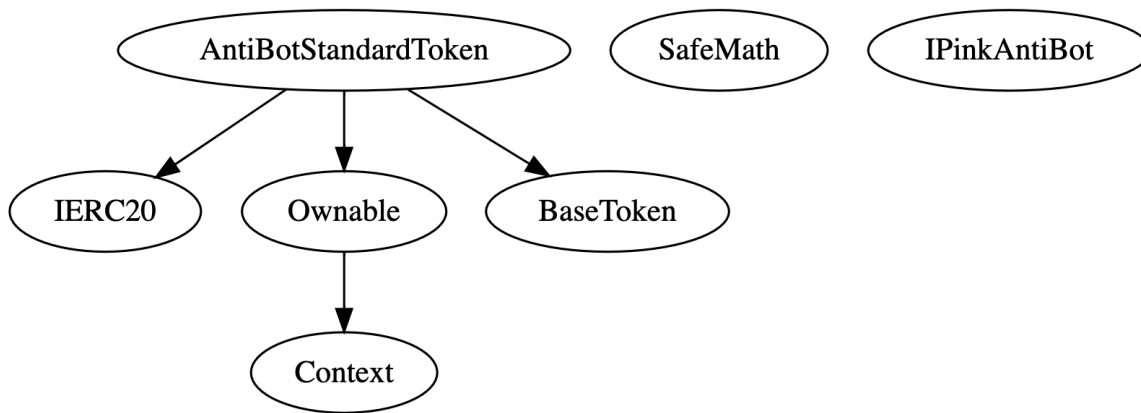 AntiBotStandardToken
SafeMath
IPinkAntiBot
IERC20
Ownable
BaseToken
Context